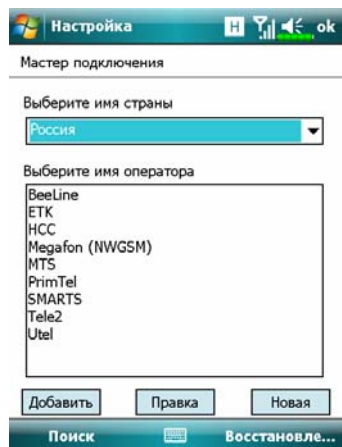 Настройка H ok
Мастер подключения
Выберите имя страны
Россия
Выберите имя оператора
BeeLine
ETK
HCC
Megafon (NWGSM)
MTS
PrimTel
SMARTS
Tele2
Utel
Добавить Правка Новая
Поиск Восстановле...